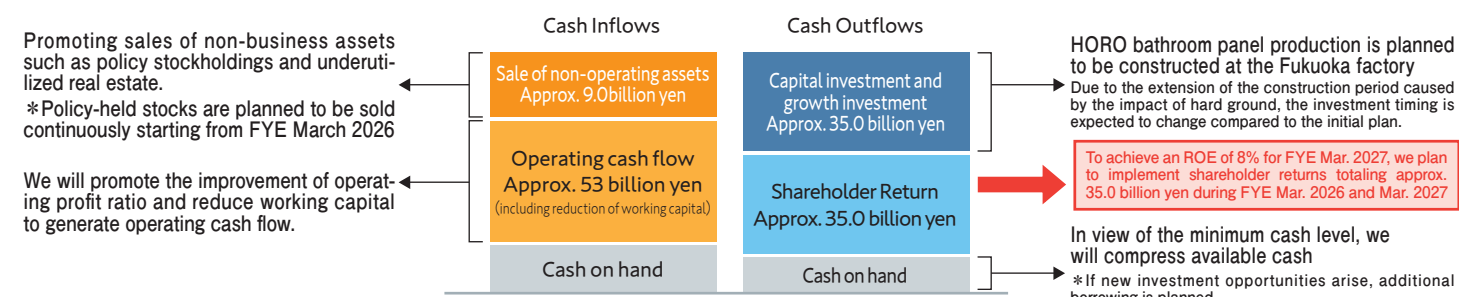 Cash Inflows
Cash Outflows
Promoting sales of non-business assets
such as policy stockholdings and underuti-
lized real estate.
*Policy-held stocks are planned to be sold
continuously starting from FYE March 2026
We will promote the improvement of operat-
ing profit ratio and reduce working capital
to generate operating cash flow.
Sale of non-operating assets
Approx. 9.0billion yen
Operating cash flow
Approx. 53 billion yen
(including reduction of working capital)
Cash on hand
Capital investment and
growth investment
Approx. 35.0 billion yen
Shareholder Return
Approx. 35.0 billion yen
Cash on hand
HORO bathroom panel production is planned
to be constructed at the Fukuoka factory
Due to the extension of the construction period caused
by the impact of hard ground, the investment timing is
expected to change compared to the initial plan.
To achieve an ROE of 8% for FYE Mar. 2027, we plan
to implement shareholder returns totaling approx.
35.0 billion yen during FYE Mar. 2026 and Mar. 2027
In view of the minimum cash level, we
will compress available cash
*If new investment opportunities arise, additional
borrowing is planned